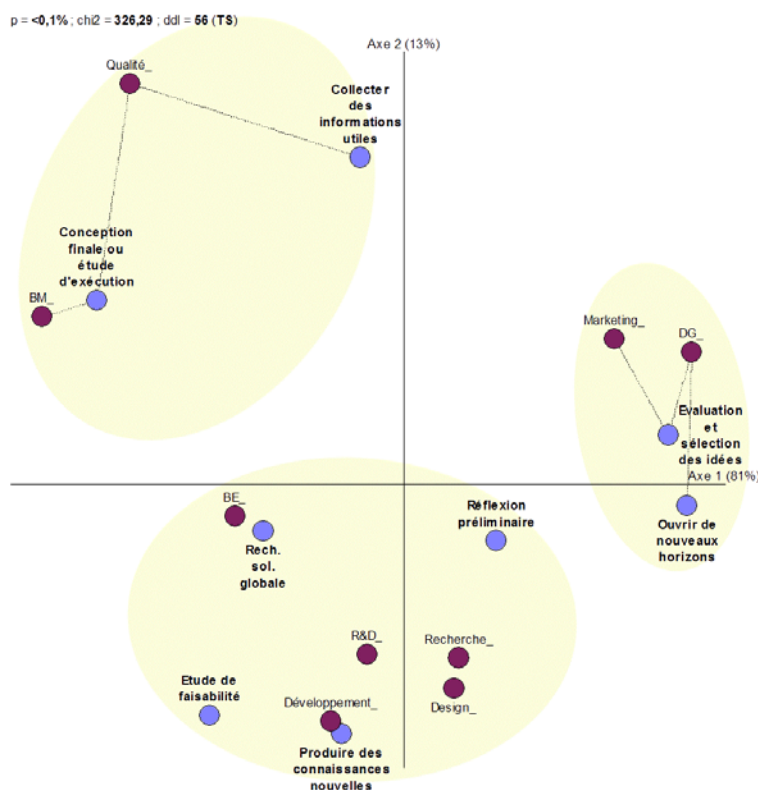 p = <0,1% ; chi2 = 326,29 ; ddl = 56 (TS)
Axe 2 (13%)
Qualité_
Collecter
des
informations
utiles
Conception
finale ou
étude
d'exécution
BM_
Marketing_
DG_
Evaluation et
sélection
des idées
Axe 1 (81%)
Ouvrir de
nouveaux
horizons
BE_
Rech.
sol.
globale
Réflexion
préliminaire
R&D_
Recherche_
Design_
Etude de
faisabilité
Développement_
Produire des
connaissances
nouvelles